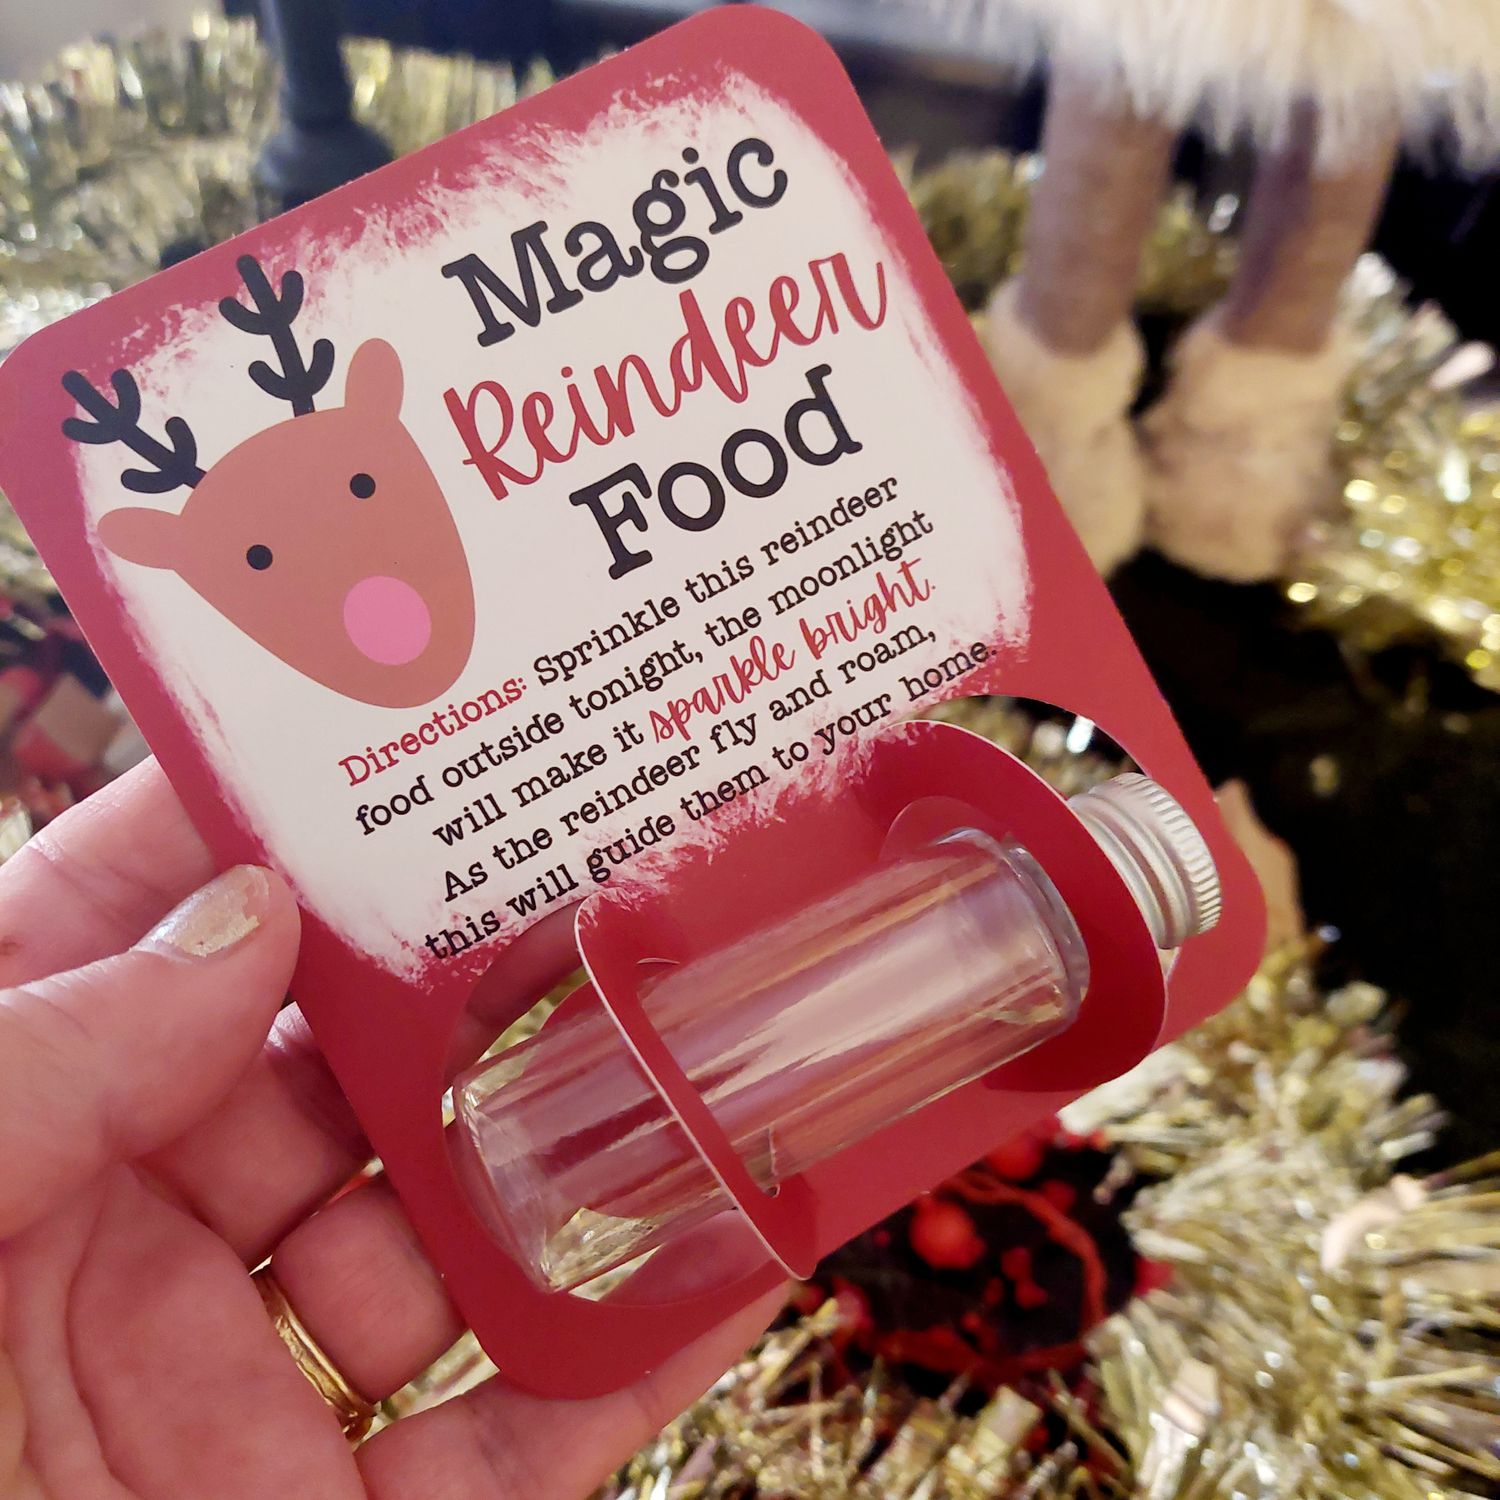 Magic
Reindeer
Food
Directions: Sprinkle this reindeer
food outside tonight, the moonlight
will make it sparkle bright.
As the reindeer fly and roam,
this will guide them to your home.